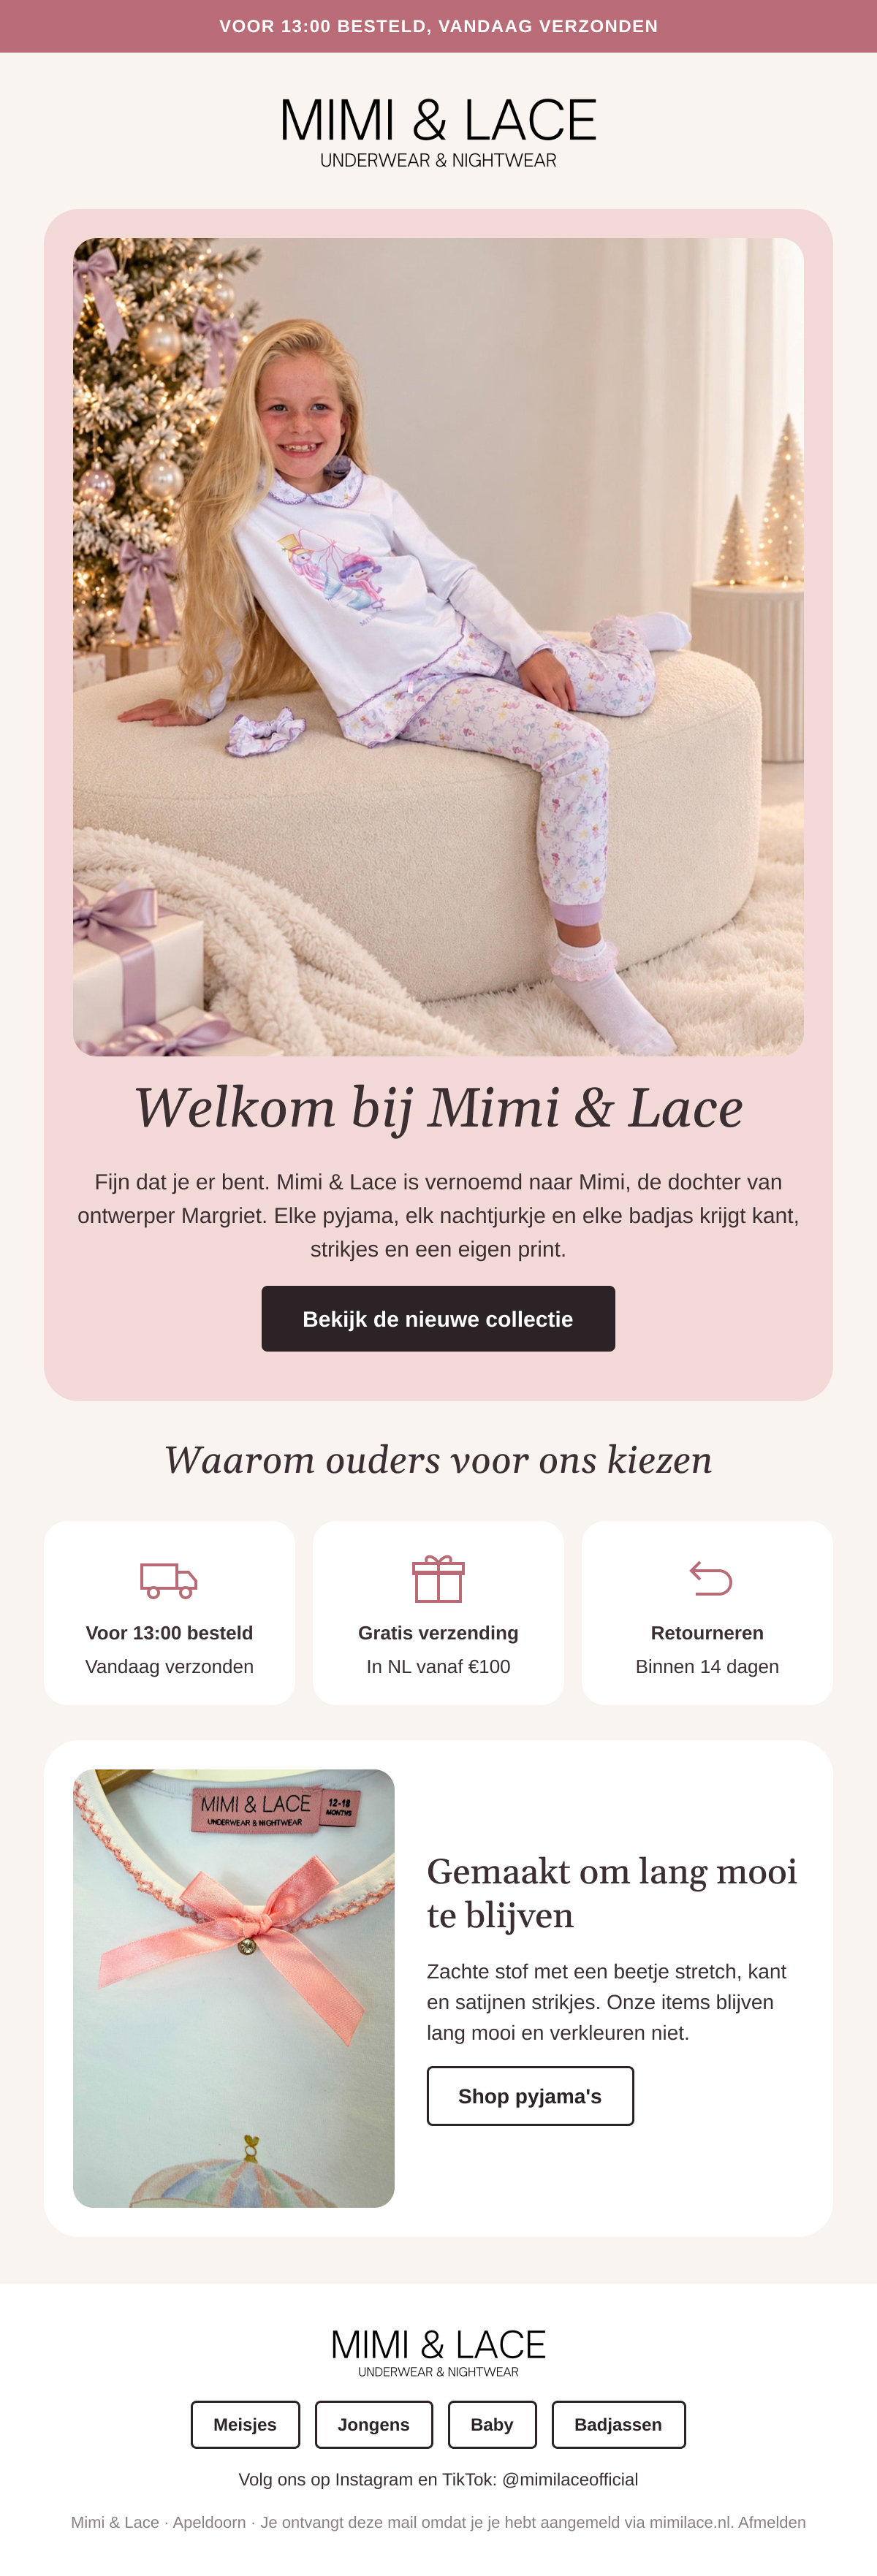 VOOR 13:00 BESTELD, VANDAAG VERZONDEN
MIMI & LACE
UNDERWEAR & NIGHTWEAR
Welkom bij Mimi & Lace
Fijn dat je er bent. Mimi & Lace is vernoemd naar Mimi, de dochter van
ontwerper Margriet. Elke pyjama, elk nachtjurkje en elke badjas krijgt kant,
strikjes en een eigen print.
Bekijk de nieuwe collectie
Waarom ouders voor ons kiezen
Voor 13:00 besteld
Vandaag verzonden
Gratis verzending
In NL vanaf €100
Retourneren
Binnen 14 dagen
MIMI & LACE
UNDERWEAR & NIGHTWEAR
12-18
MONTHS
Gemaakt om lang mooi
te blijven
Zachte stof met een beetje stretch, kant
en satijnen strikjes. Onze items blijven
lang mooi en verkleuren niet.
Shop pyjama's
MIMI & LACE
UNDERWEAR & NIGHTWEAR
Meisjes
Jongens
Baby
Badjassen
Volg ons op Instagram en TikTok: @mimilaceofficial
Mimi & Lace · Apeldoorn · Je ontvangt deze mail omdat je je hebt aangemeld via mimilace.nl. Afmelden